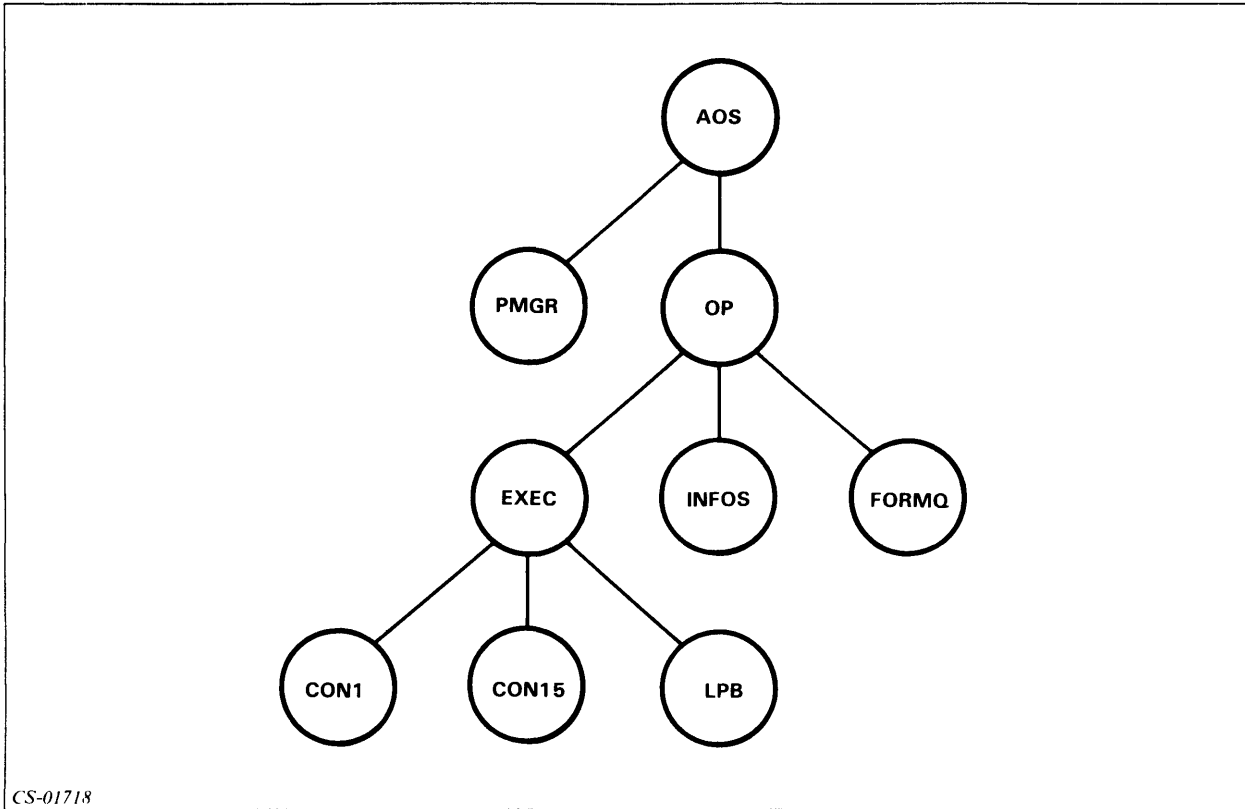 AOS
PMGR
OP
EXEC
INFOS
FORMQ
CON1
CON15
LPB
CS-01718